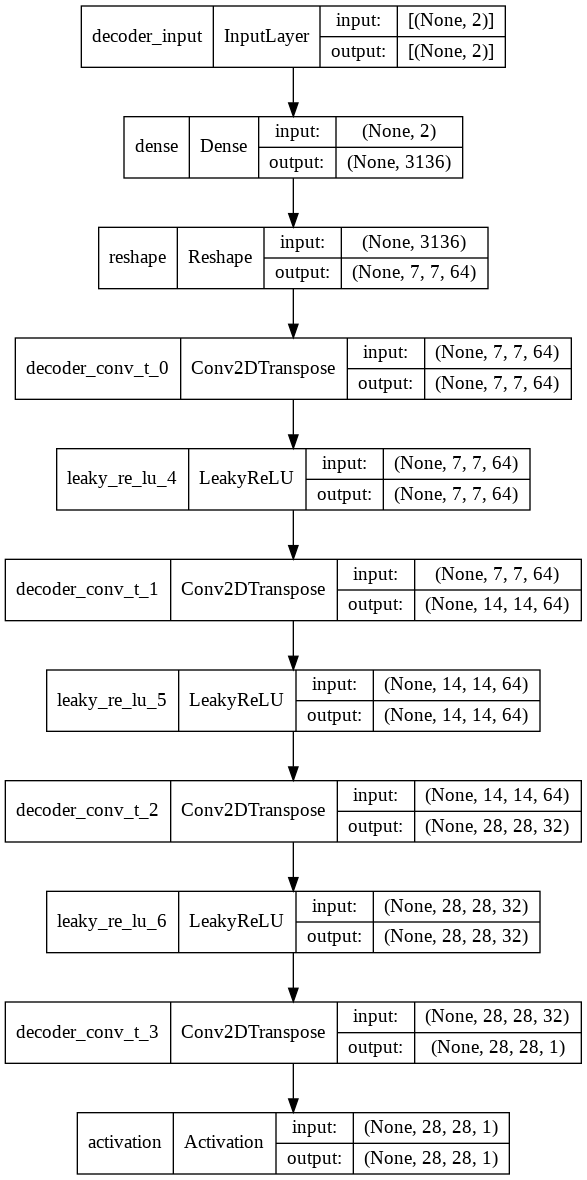 decoder_input InputLayer input: [(None, 2)]
output: [(None, 2)]
dense Dense input: (None, 2)
output: (None, 3136)
reshape Reshape input: (None, 3136)
output: (None, 7, 7, 64)
decoder_conv_t_0 Conv2DTranspose input: (None, 7, 7, 64)
output: (None, 7, 7, 64)
leaky_re_lu_4 LeakyReLU input: (None, 7, 7, 64)
output: (None, 7, 7, 64)
decoder_conv_t_1 Conv2DTranspose input: (None, 7, 7, 64)
output: (None, 14, 14, 64)
leaky_re_lu_5 LeakyReLU input: (None, 14, 14, 64)
output: (None, 14, 14, 64)
decoder_conv_t_2 Conv2DTranspose input: (None, 14, 14, 64)
output: (None, 28, 28, 32)
leaky_re_lu_6 LeakyReLU input: (None, 28, 28, 32)
output: (None, 28, 28, 32)
decoder_conv_t_3 Conv2DTranspose input: (None, 28, 28, 32)
output: (None, 28, 28, 1)
activation Activation input: (None, 28, 28, 1)
output: (None, 28, 28, 1)